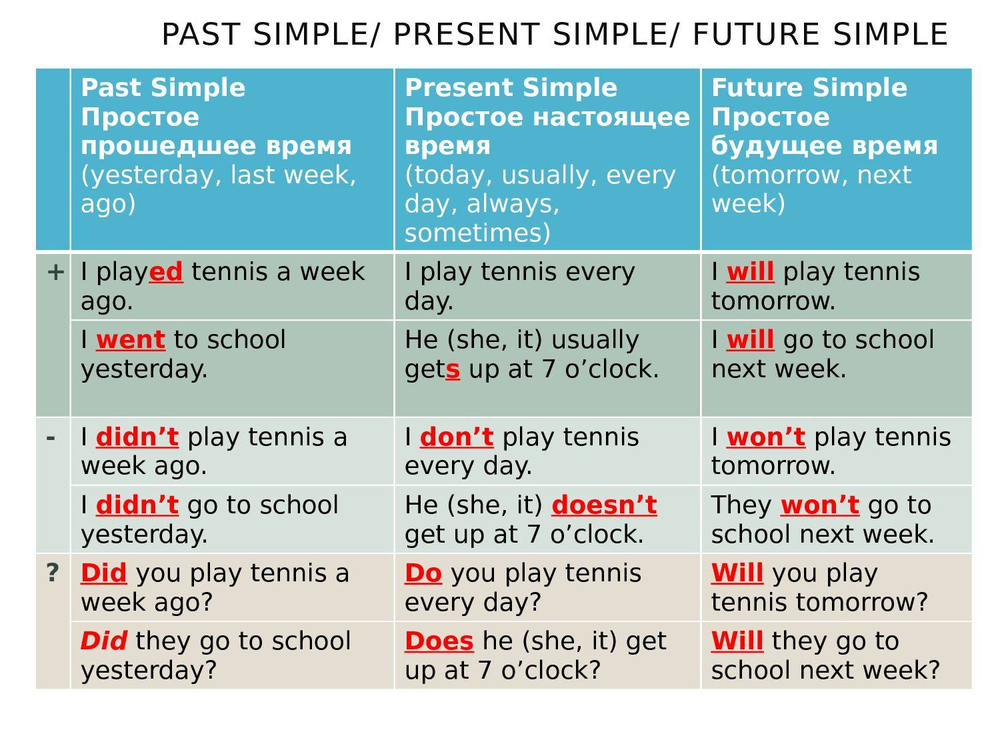 PAST SIMPLE/ PRESENT SIMPLE/ FUTURE SIMPLE
Past Simple
Простое
прошедшее время
(yesterday, last week,
ago)
Present Simple
Простое настоящее
время
(today, usually, every
day, always,
sometimes)
Future Simple
Простое
будущее время
(tomorrow, next
week)
+
I played tennis a week
ago.
I play tennis every
day.
I will play tennis
tomorrow.
I went to school
yesterday.
He (she, it) usually
gets up at 7 o’clock.
I will go to school
next week.
-
I didn’t play tennis a
week ago.
I don’t play tennis
every day.
I won’t play tennis
tomorrow.
I didn’t go to school
yesterday.
He (she, it) doesn’t
get up at 7 o’clock.
They won’t go to
school next week.
?
Did you play tennis a
week ago?
Do you play tennis
every day?
Will you play
tennis tomorrow?
Did they go to school
yesterday?
Does he (she, it) get
up at 7 o’clock?
Will they go to
school next week?